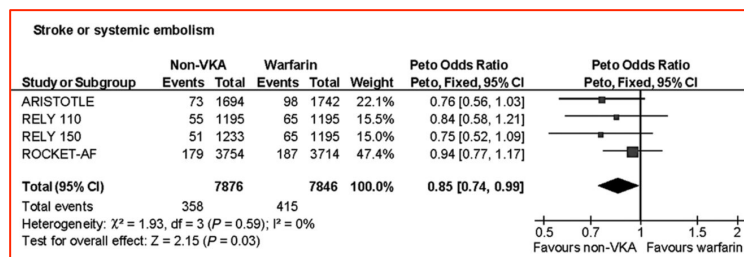 Stroke or systemic embolism
Non-VKA Warfarin Peto Odds Ratio Peto Odds Ratio
Study or Subgroup Events Total Events Total Weight Peto, Fixed, 95% CI Peto, Fixed, 95% CI
ARISTOTLE 73 1694 98 1742 22.1% 0.76 [0.56, 1.03]
RELY 110 55 1195 65 1195 15.5% 0.84 [0.58, 1.21]
RELY 150 51 1233 65 1195 15.0% 0.75 [0.52, 1.09]
ROCKET-AF 179 3754 187 3714 47.4% 0.94 [0.77, 1.17]
Total (95% CI) 7876 7846 100.0% 0.85 [0.74, 0.99]
Total events 358 415
Heterogeneity: χ² = 1.93, df = 3 (P = 0.59); I² = 0%
Test for overall effect: Z = 2.15 (P = 0.03)
0.5 0.7 1 1.5 2
Favours non-VKA Favours warfarin